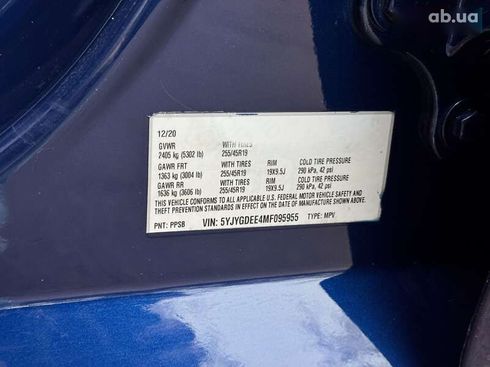 ab.ua
12/20
GVWR WITH TIRES
2405 kg (5302 lb) 255/45R19
GAWR FRT WITH TIRES RIM COLD TIRE PRESSURE
1363 kg (3004 lb) 255/45R19 19X9.5J 290 kPa, 42 psi
GAWR RR WITH TIRES RIM COLD TIRE PRESSURE
1636 kg (3606 lb) 255/45R19 19X9.5J 290 kPa, 42 psi
THIS VEHICLE CONFORMS TO ALL APPLICABLE U.S. FEDERAL MOTOR VEHICLE SAFETY AND
THEFT PREVENTION STANDARDS IN EFFECT ON THE DATE OF MANUFACTURE SHOWN ABOVE.
PNT: PPSB VIN: 5YJYGDEE4MF095955 TYPE: MPV